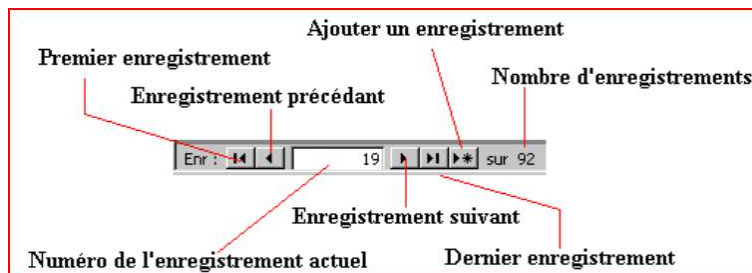 Ajouter un enregistrement
Premier enregistrement
Nombre d'enregistrements
Enregistrement précédant
Enr : 19 sur 92
Enregistrement suivant
Numéro de l'enregistrement actuel
Dernier enregistrement